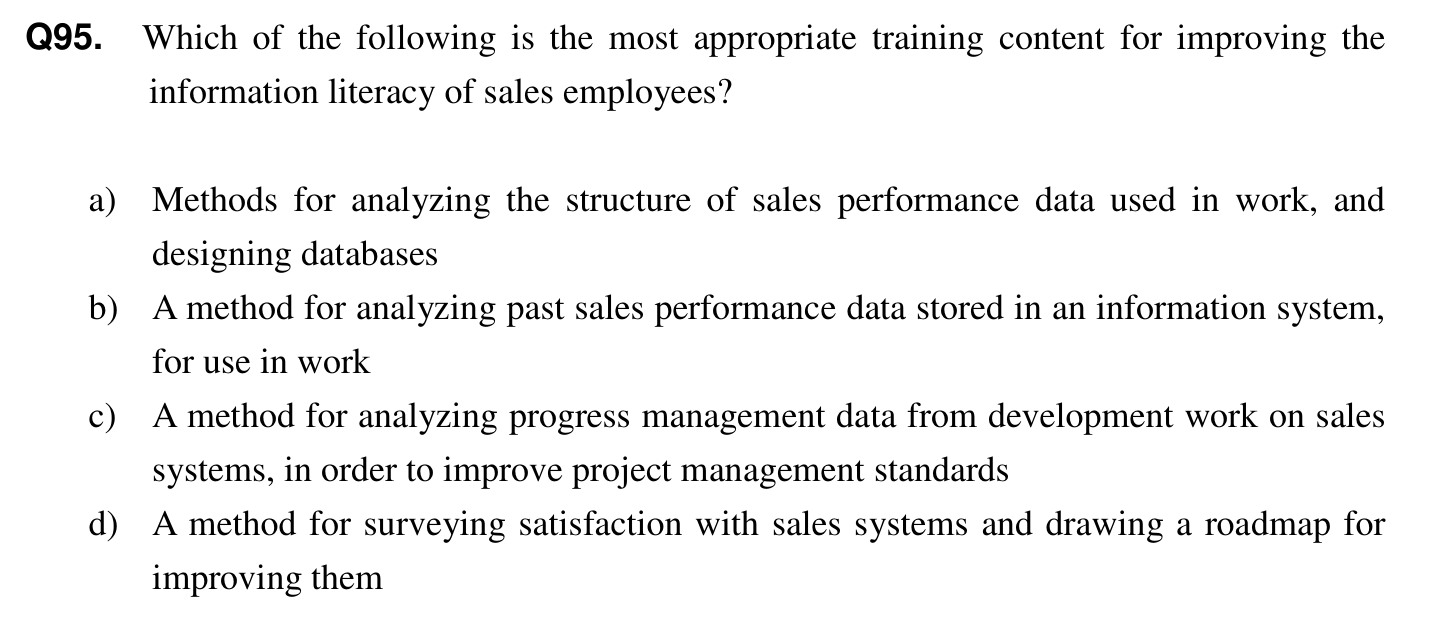 Q95. Which of the following is the most appropriate training content for improving the
information literacy of sales employees?
a) Methods for analyzing the structure of sales performance data used in work, and
designing databases
b) A method for analyzing past sales performance data stored in an information system,
for use in work
c) A method for analyzing progress management data from development work on sales
systems, in order to improve project management standards
d) A method for surveying satisfaction with sales systems and drawing a roadmap for
improving them